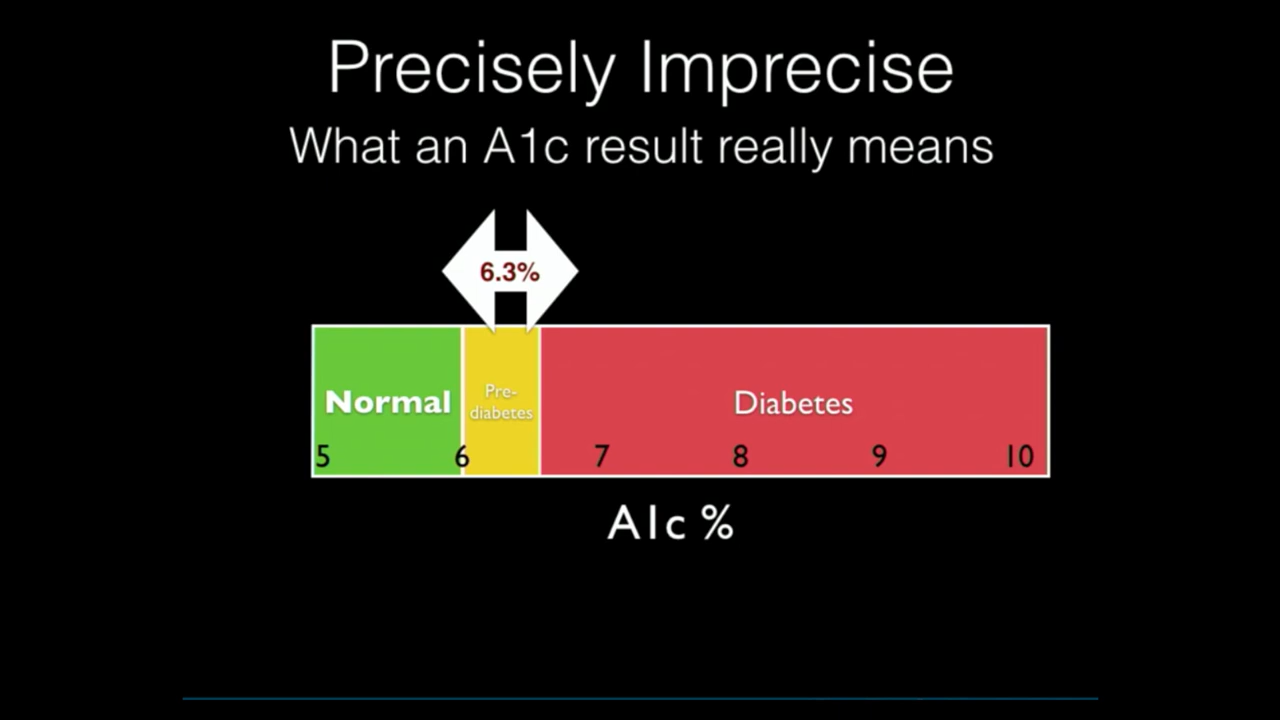 Precisely Imprecise
What an A1c result really means
6.3%
Normal
Pre-
diabetes
Diabetes
5 6 7 8 9 10
A1c %